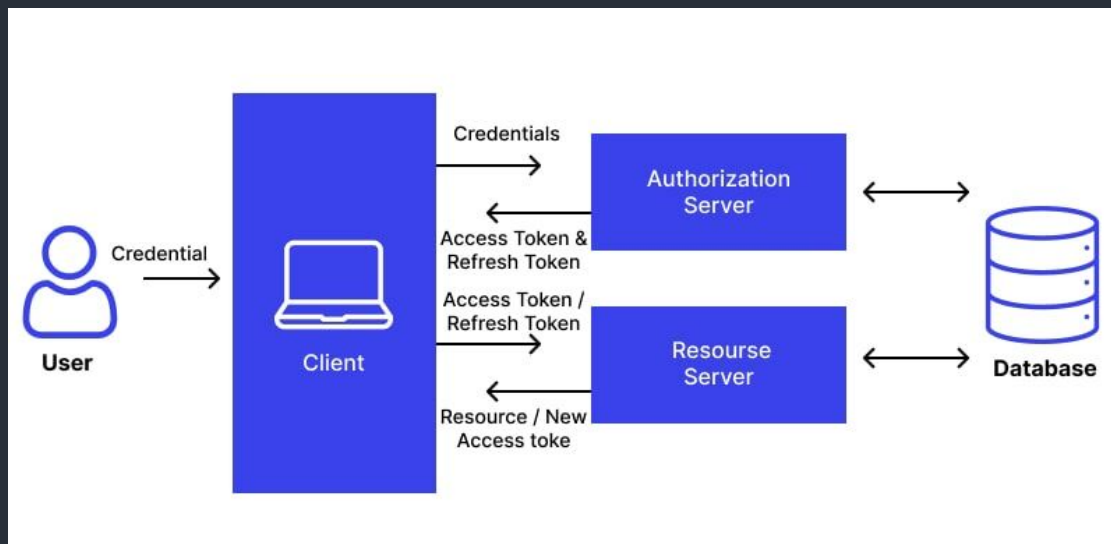 Credential
User
Client
Credentials
Access Token &
Refresh Token
Access Token /
Refresh Token
Resource / New
Access toke
Authorization
Server
Resourse
Server
Database